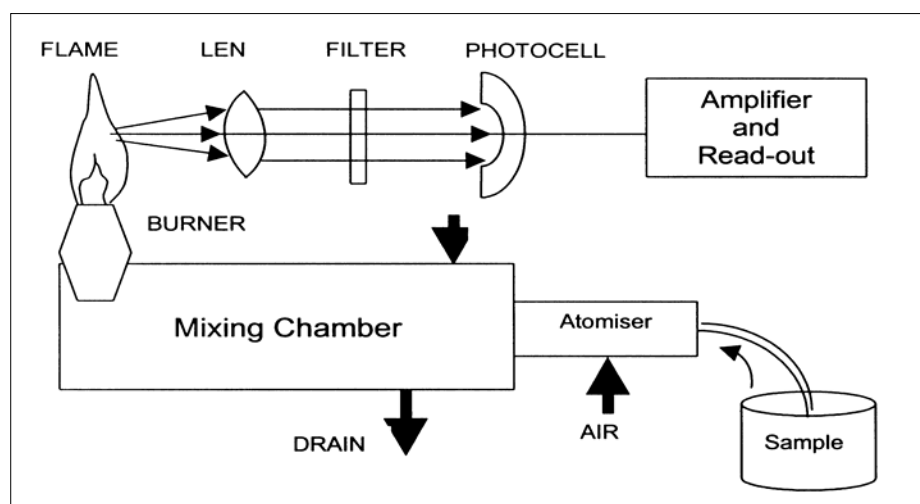 FLAME LEN FILTER PHOTOCELL
Amplifier
and
Read-out
BURNER
Mixing Chamber
Atomiser
DRAIN
AIR
Sample